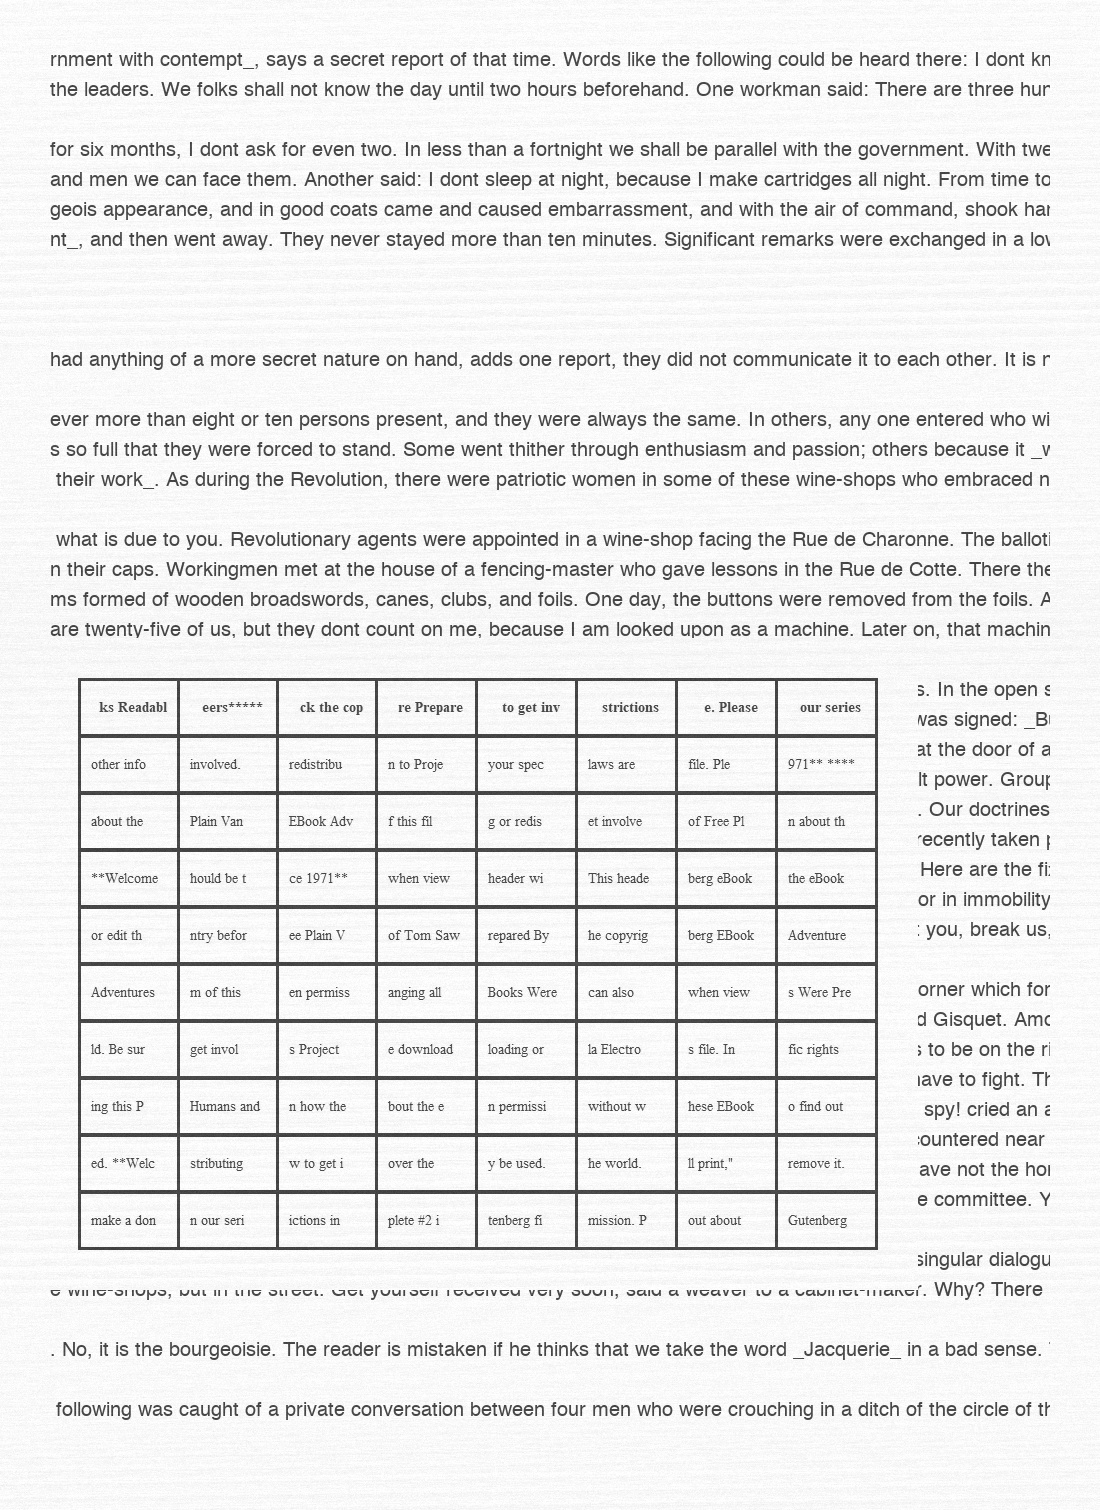 rnment with contempt_, says a secret report of that time. Words like the following could be heard there: I dont kn
the leaders. We folks shall not know the day until two hours beforehand. One workman said: There are three hun
for six months, I dont ask for even two. In less than a fortnight we shall be parallel with the government. With twe
and men we can face them. Another said: I dont sleep at night, because I make cartridges all night. From time to
geois appearance, and in good coats came and caused embarrassment, and with the air of command, shook har
nt_, and then went away. They never stayed more than ten minutes. Significant remarks were exchanged in a lov
had anything of a more secret nature on hand, adds one report, they did not communicate it to each other. It is n
ever more than eight or ten persons present, and they were always the same. In others, any one entered who wi
s so full that they were forced to stand. Some went thither through enthusiasm and passion; others because it _w
their work_. As during the Revolution, there were patriotic women in some of these wine-shops who embraced n
what is due to you. Revolutionary agents were appointed in a wine-shop facing the Rue de Charonne. The balloti
n their caps. Workingmen met at the house of a fencing-master who gave lessons in the Rue de Cotte. There the
ms formed of wooden broadswords, canes, clubs, and foils. One day, the buttons were removed from the foils. A
are twenty-five of us, but they dont count on me, because I am looked upon as a machine. Later on, that machin
ks Readabl eers***** ck the cop re Prepare to get inv strictions e. Please our series
other info involved. redistribu n to Proje your spec laws are file. Ple 971** ****
about the Plain Van EBook Adv f this fil g or redis et involve of Free Pl n about th
**Welcome hould be t ce 1971** when view header wi This heade berg eBook the eBook
or edit th ntry befor ee Plain V of Tom Saw repared By he copyrig berg EBook Adventure
Adventures m of this en permiss anging all Books Were can also when view s Were Pre
ld. Be sur get invol s Project e download loading or la Electro s file. In fic rights
ing this P Humans and n how the bout the e n permissi without w hese EBook o find out
ed. **Welc stributing w to get i over the y be used. he world. ll print," remove it.
make a don n our seri ictions in plete #2 i tenberg fi mission. P out about Gutenberg
s. In the open s
was signed: _Bu
at the door of a
lt power. Group
. Our doctrines
recently taken p
Here are the fi
or in immobility
you, break us,
orner which for
d Gisquet. Amo
s to be on the ri
have to fight. Th
spy! cried an a
countered near
ave not the hon
e committee. Y
singular dialogu
e wine-shops, but in the street. Get yourself received very soon, said a weaver to a cabinet-maker. Why? There
. No, it is the bourgeoisie. The reader is mistaken if he thinks that we take the word _Jacquerie_ in a bad sense.
following was caught of a private conversation between four men who were crouching in a ditch of the circle of th